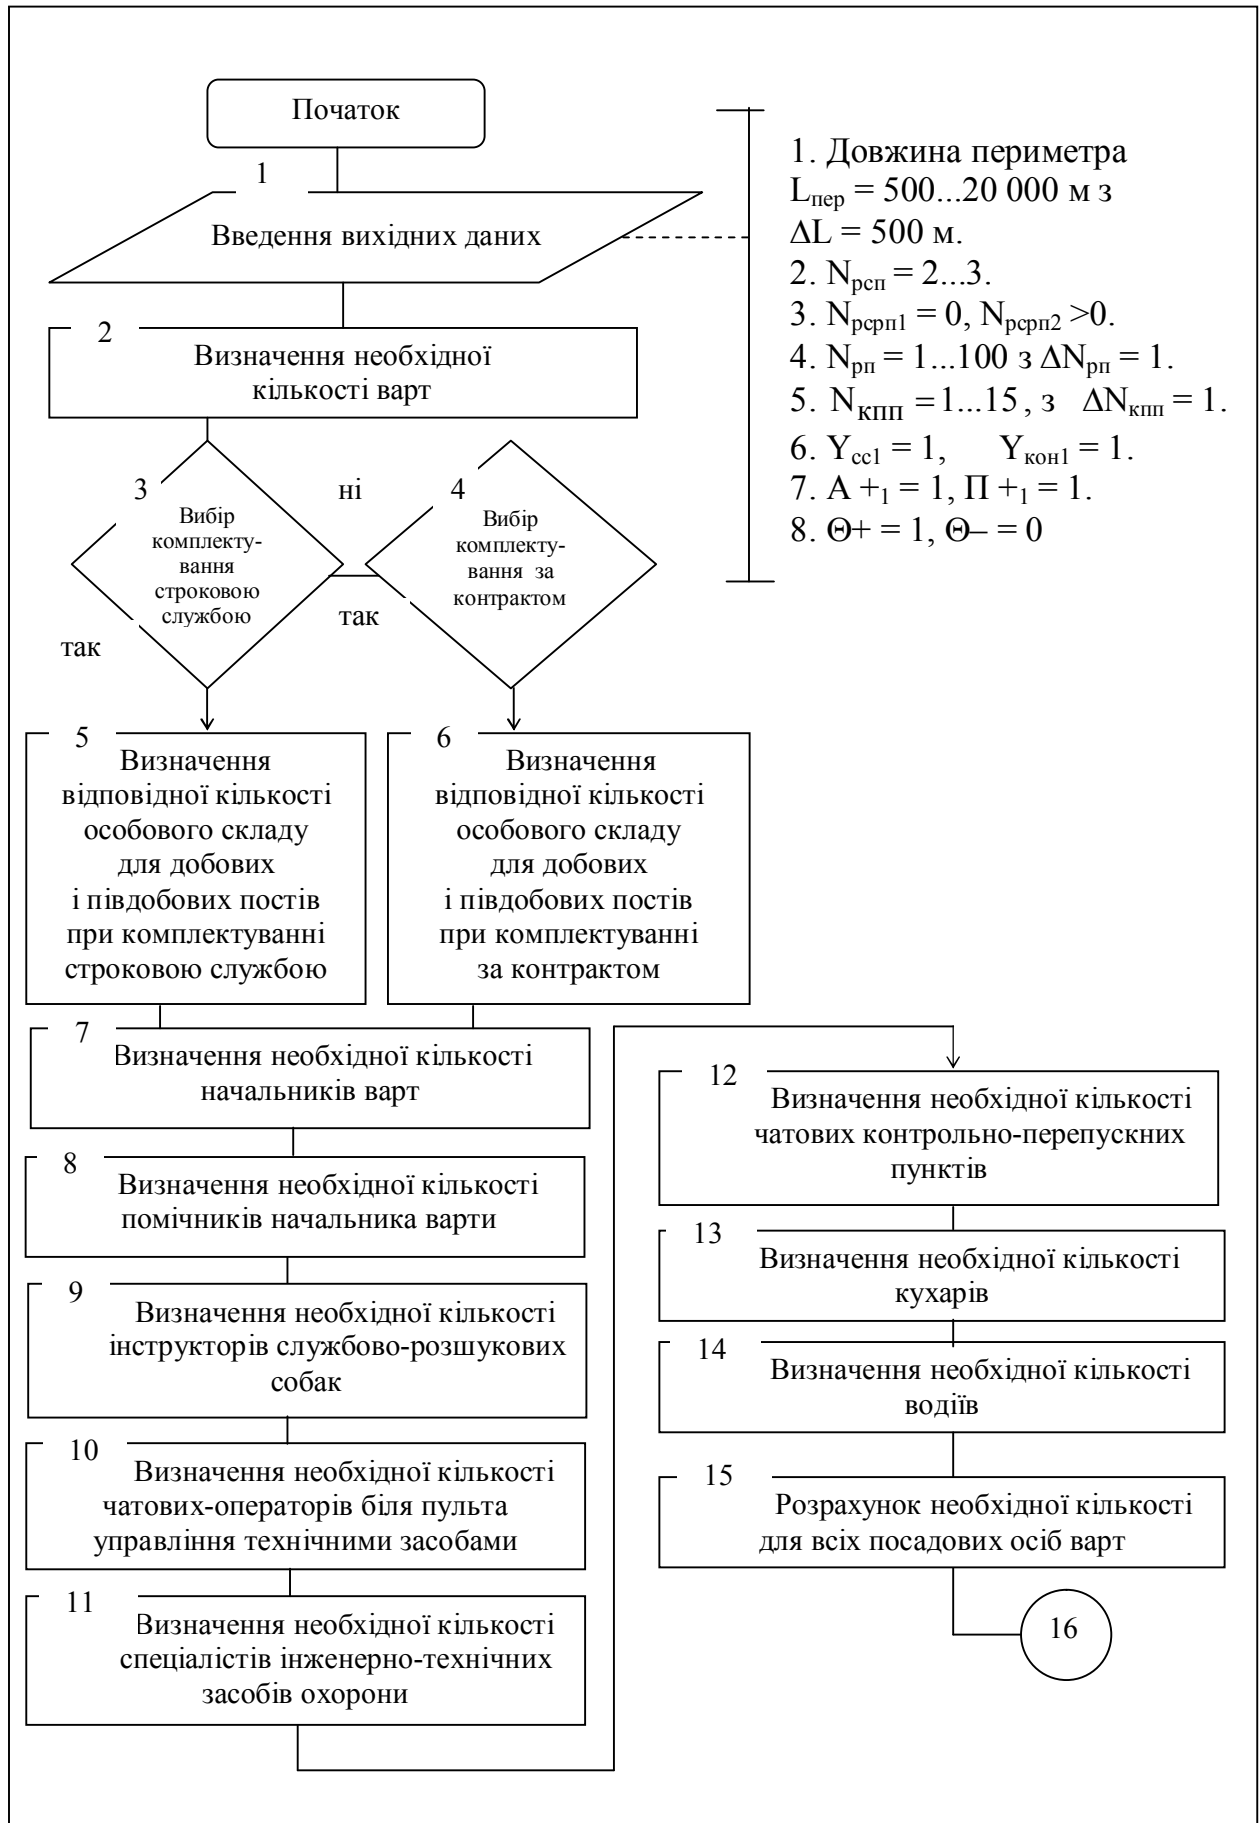 Початок
1
Введення вихідних даних
1. Довжина периметра
Lпер = 500...20 000 м з
ΔL = 500 м.
2. Nрсп = 2...3.
3. Nрсрп1 = 0, Nрсрп2 >0.
4. Nрп = 1...100 з ΔNрп = 1.
5. Nкпп = 1...15 , з ΔNкпп = 1.
6. Yсс1 = 1, Yкон1 = 1.
7. А +1 = 1, П +1 = 1.
8. Θ+ = 1, Θ– = 0
2
Визначення необхідної
кількості варт
3
Вибір
комплекту-
вання
строковою
службою
ні
так
так
4
Вибір
комплекту-
вання за
контрактом
5
Визначення
відповідної кількості
особового складу
для добових
і півдобових постів
при комплектуванні
строковою службою
6
Визначення
відповідної кількості
особового складу
для добових
і півдобових постів
при комплектуванні
за контрактом
7
Визначення необхідної кількості
начальників варт
8
Визначення необхідної кількості
помічників начальника варти
9
Визначення необхідної кількості
інструкторів службово-розшукових
собак
10
Визначення необхідної кількості
чатових-операторів біля пульта
управління технічними засобами
11
Визначення необхідної кількості
спеціалістів інженерно-технічних
засобів охорони
12
Визначення необхідної кількості
чатових контрольно-перепускних
пунктів
13
Визначення необхідної кількості
кухарів
14
Визначення необхідної кількості
водіїв
15
Розрахунок необхідної кількості
для всіх посадових осіб варт
16